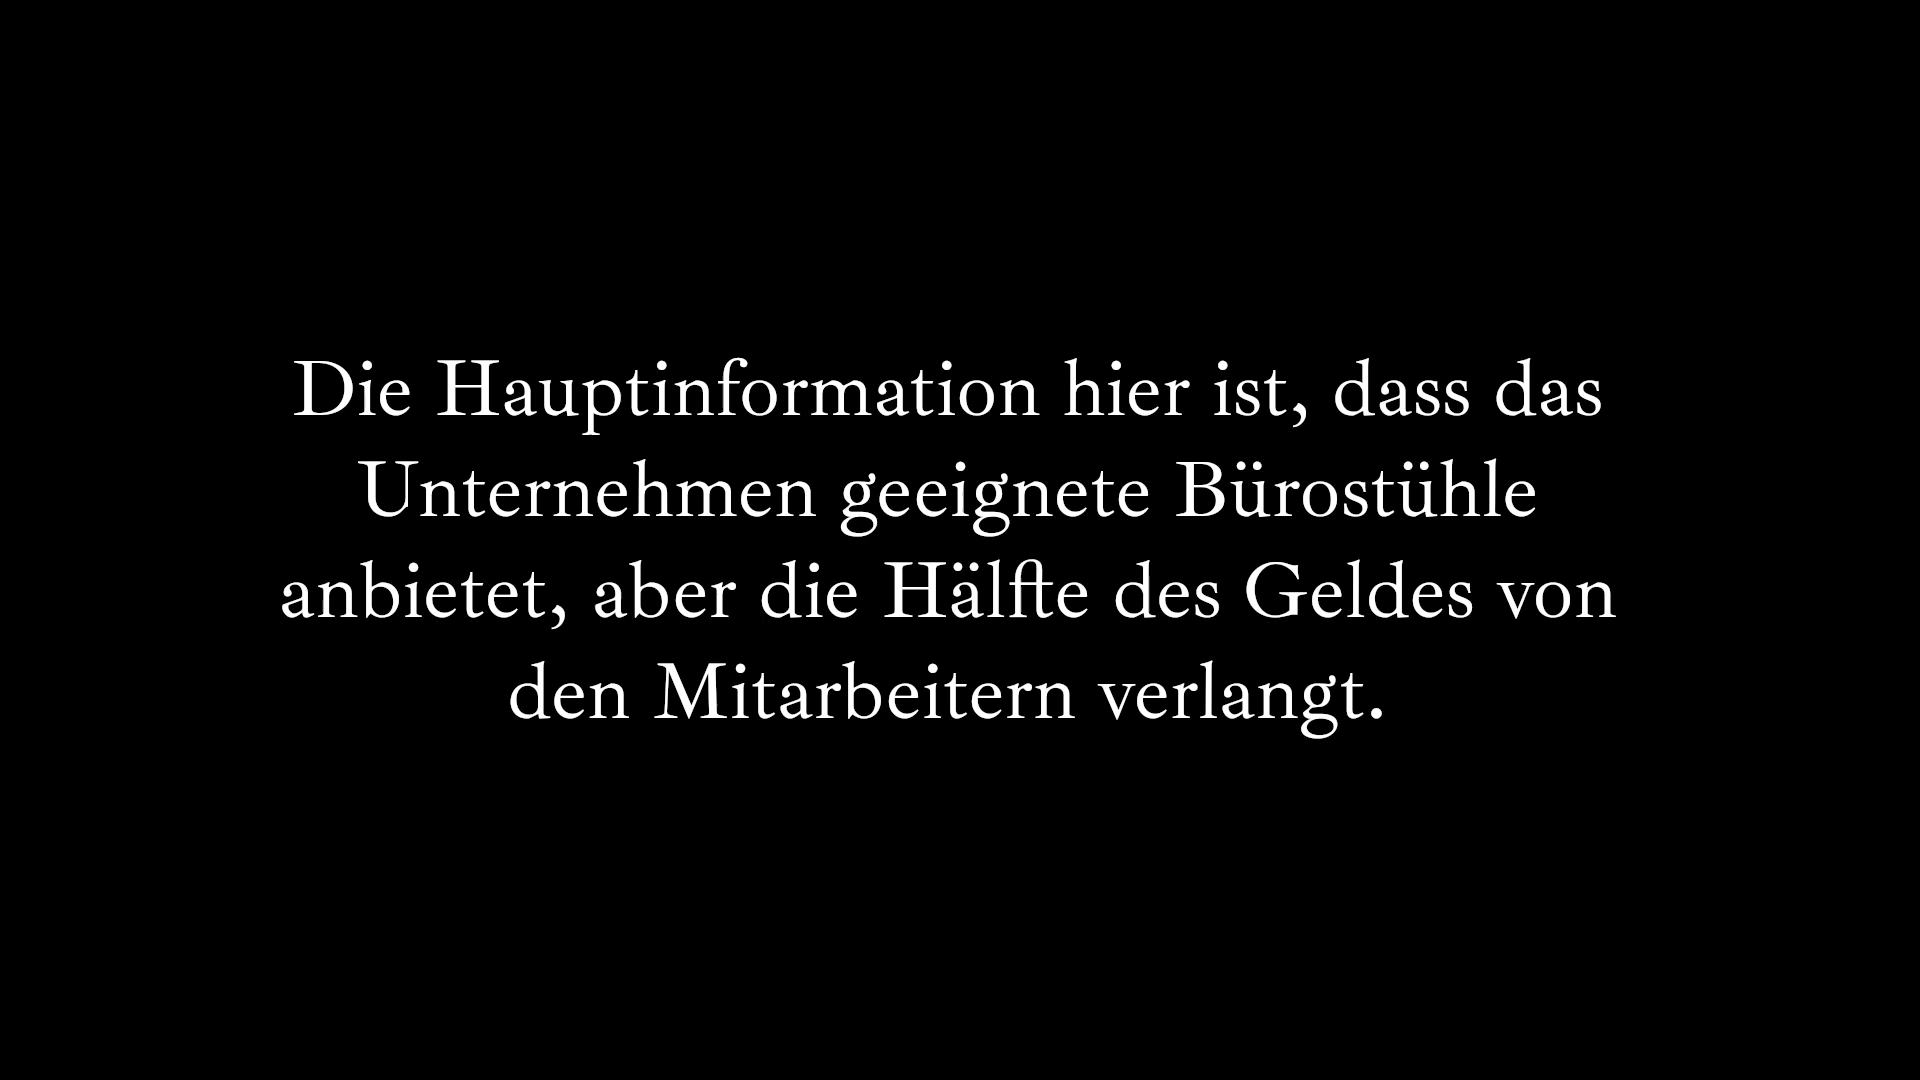 Die Hauptinformation hier ist, dass das
Unternehmen geeignete Bürostühle
anbietet, aber die Hälfte des Geldes von
den Mitarbeitern verlangt.